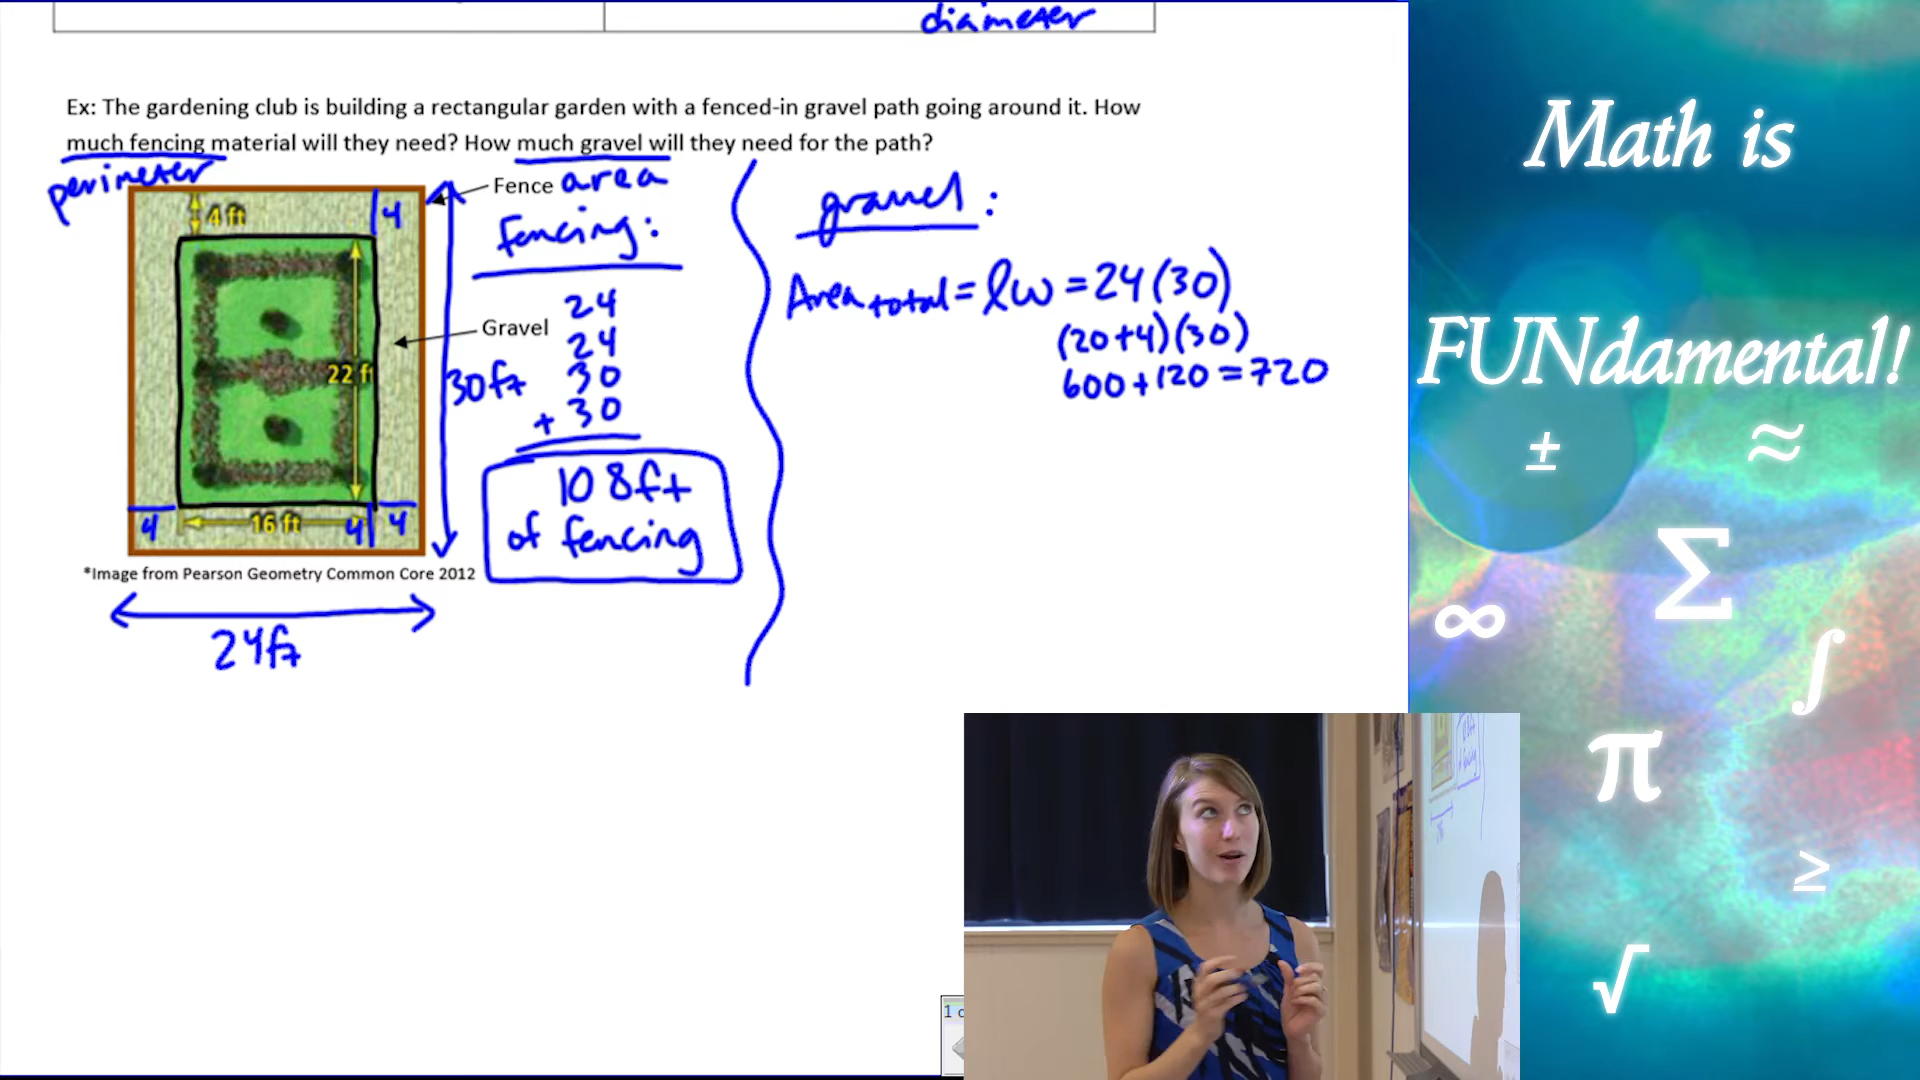 diameter
Ex: The gardening club is building a rectangular garden with a fenced-in gravel path going around it. How
much fencing material will they need? How much gravel will they need for the path?
perimeter
area
Fence
4 ft
4
Gravel
22 ft
30ft
4
16 ft
4
4
*Image from Pearson Geometry Common Core 2012
24ft
Fencing:
24
24
30
+ 30
108ft
of fencing
gravel:
Area total = lw = 24(30)
(20+4)(30)
600+120=720
Math is
FUNdamental!
± ≈
Σ
∞
∫
π
≥
√